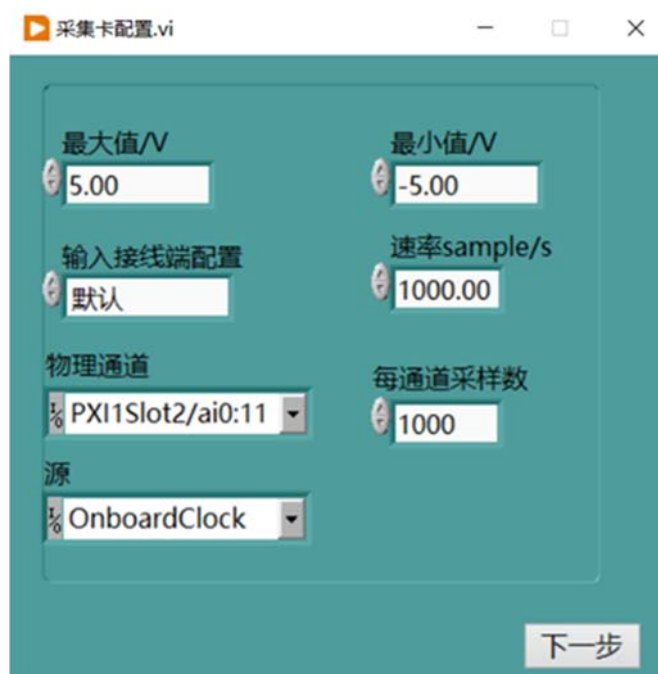 采集卡配置.vi
最大值/V
最小值/V
5.00
-5.00
输入接线端配置
速率sample/s
默认
1000.00
物理通道
每通道采样数
PXI1Slot2/ai0:11
1000
源
OnboardClock
下一步